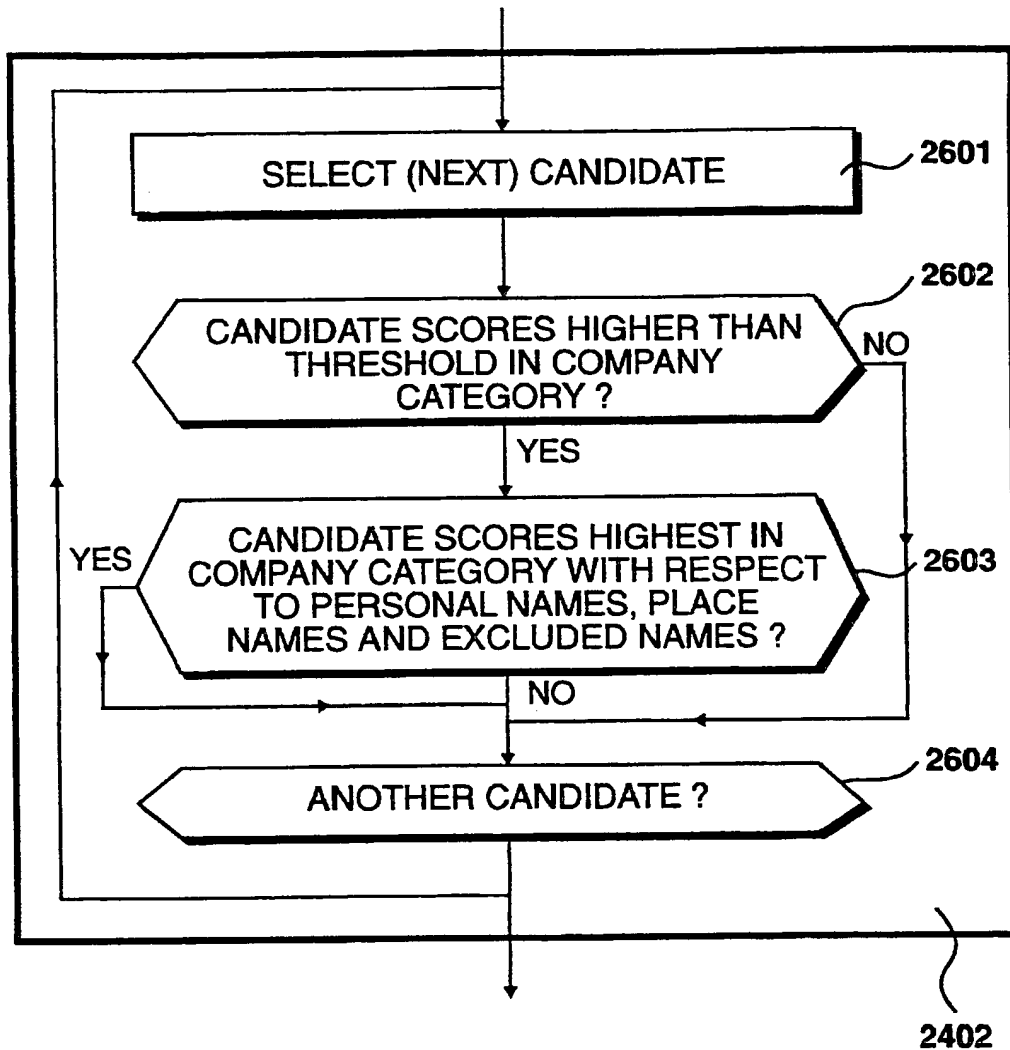 SELECT (NEXT) CANDIDATE
2601
2602
CANDIDATE SCORES HIGHER THAN
THRESHOLD IN COMPANY
CATEGORY ?
NO
YES
CANDIDATE SCORES HIGHEST IN
COMPANY CATEGORY WITH RESPECT
TO PERSONAL NAMES, PLACE
NAMES AND EXCLUDED NAMES ?
YES
2603
NO
2604
ANOTHER CANDIDATE ?
2402